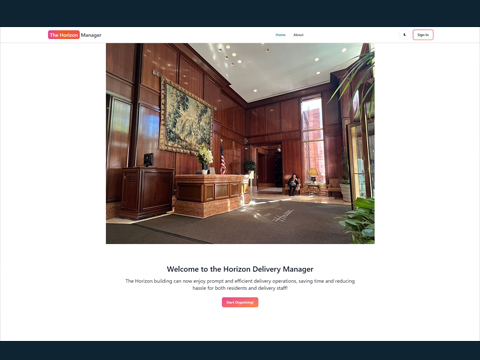 The Horizon Manager
Home
About
Sign In
Welcome to the Horizon Delivery Manager
The Horizon building can now enjoy prompt and efficient delivery operations, saving time and reducing
hassle for both residents and delivery staff!
Start Organizing!